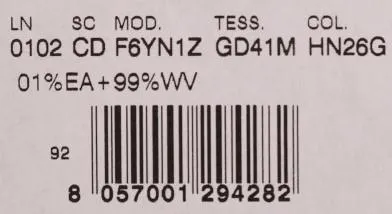 LN SC MOD. TESS. COL.
0102 CD F6YN1Z GD41M HN26G
01%EA+99%WV
92
8 057001 294282